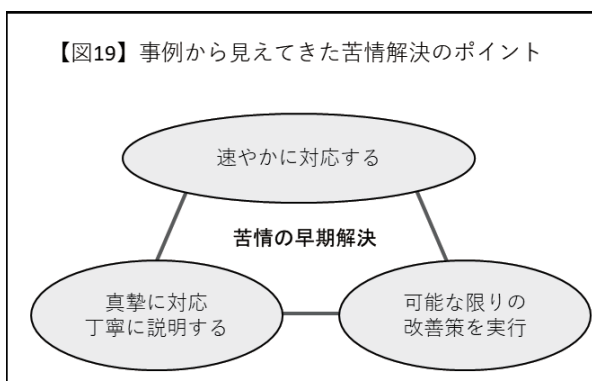 【図19】事例から見えてきた苦情解決のポイント
速やかに対応する
苦情の早期解決
真摯に対応
丁寧に説明する
可能な限りの
改善策を実行